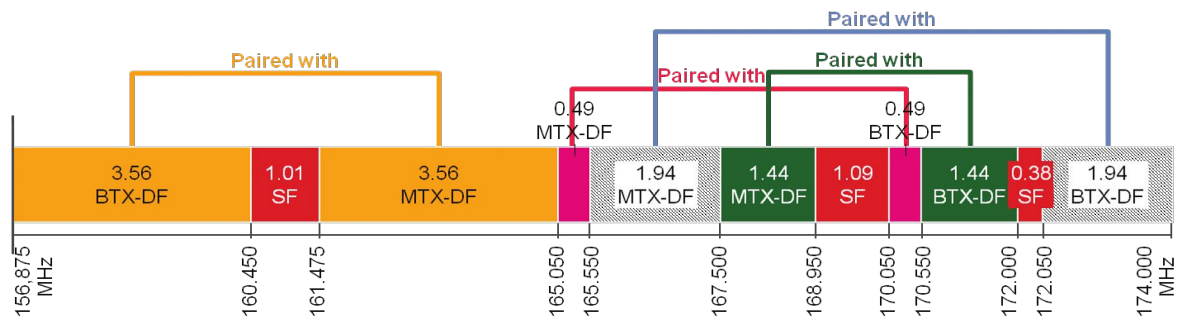 Paired with
Paired with
Paired with
Paired with
0.49
MTX-DF
0.49
BTX-DF
3.56
BTX-DF
1.01
SF
3.56
MTX-DF
1.94
MTX-DF
1.44
MTX-DF
1.09
SF
1.44
BTX-DF
0.38
SF
1.94
BTX-DF
156,875
MHz
160.450
161.475
165.050
165.550
167.500
168.950
170.050
170.550
172.000
172.050
174.000
MHz